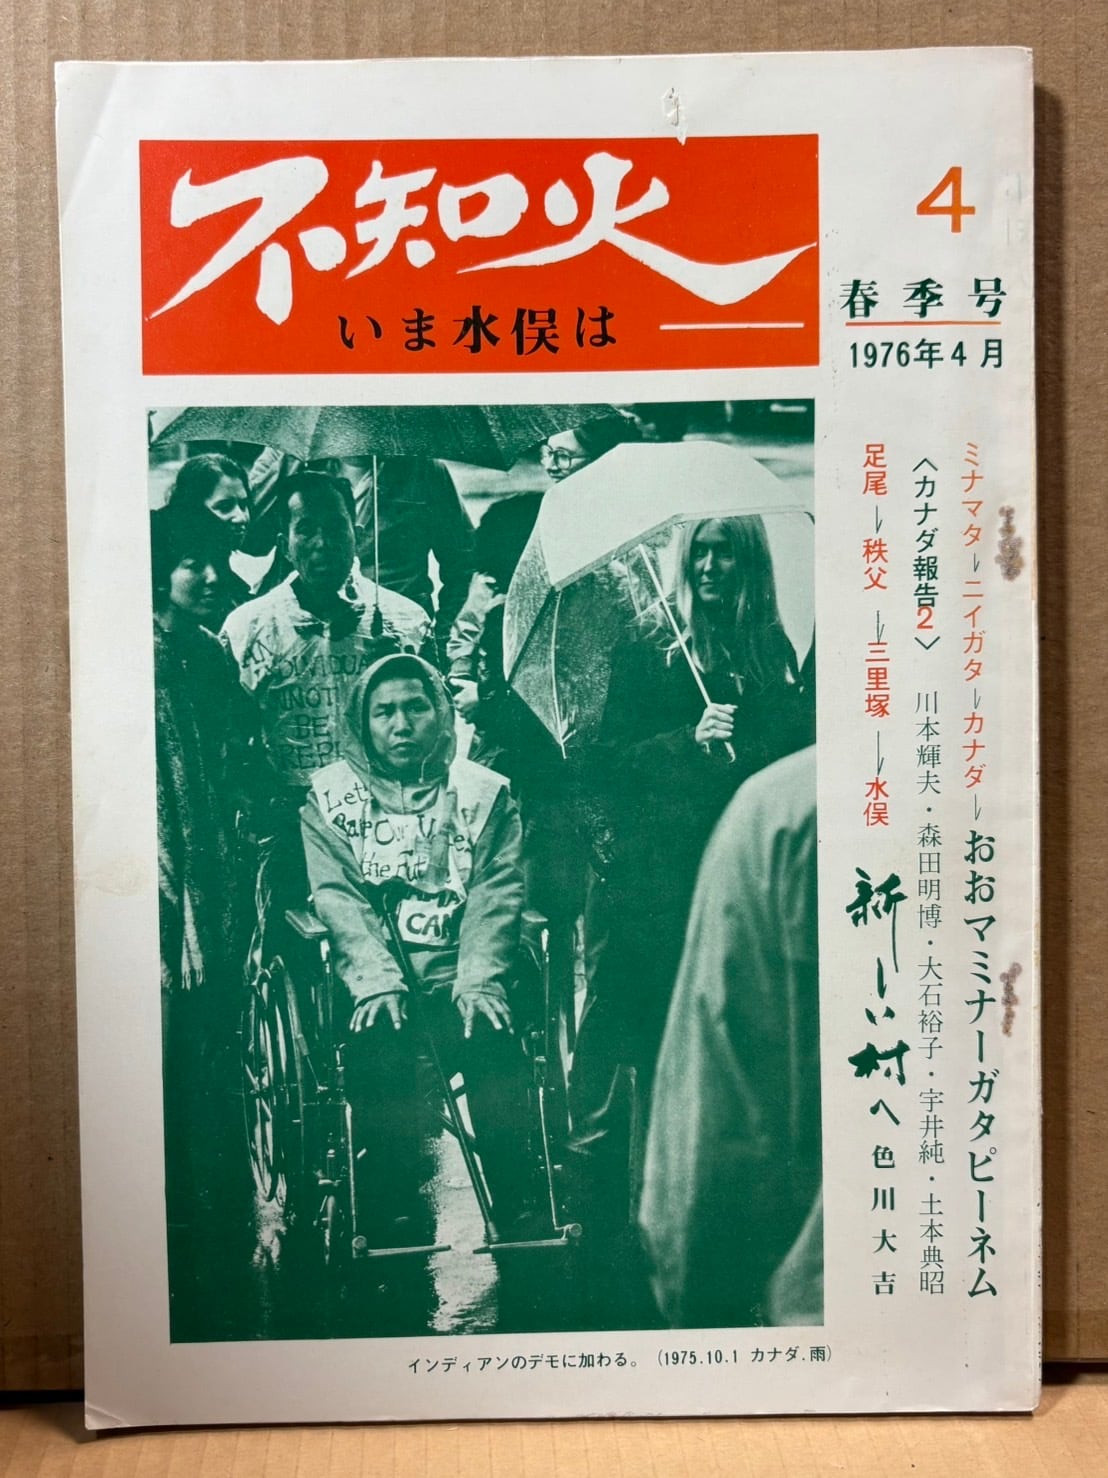 不知火
いま水俣は――
4
春季号
1976年4月
ミナマタ―ニイガタ―カナダ―おおマミナーガタピーネム
〈カナダ報告2〉 川本輝夫・森田明博・大石裕子・宇井純・土本典昭
足尾―秩父―三里塚―水俣 新しい村へ 色川大吉
CAN
BE
Let
the
CAN
インディアンのデモに加わる。(1975.10.1 カナダ.雨)